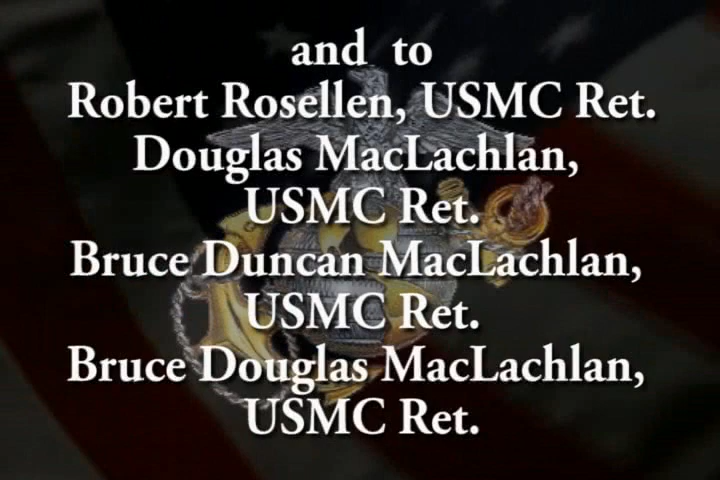 and to
Robert Rosellen, USMC Ret.
Douglas MacLachlan,
USMC Ret.
Bruce Duncan MacLachlan,
USMC Ret.
Bruce Douglas MacLachlan,
USMC Ret.